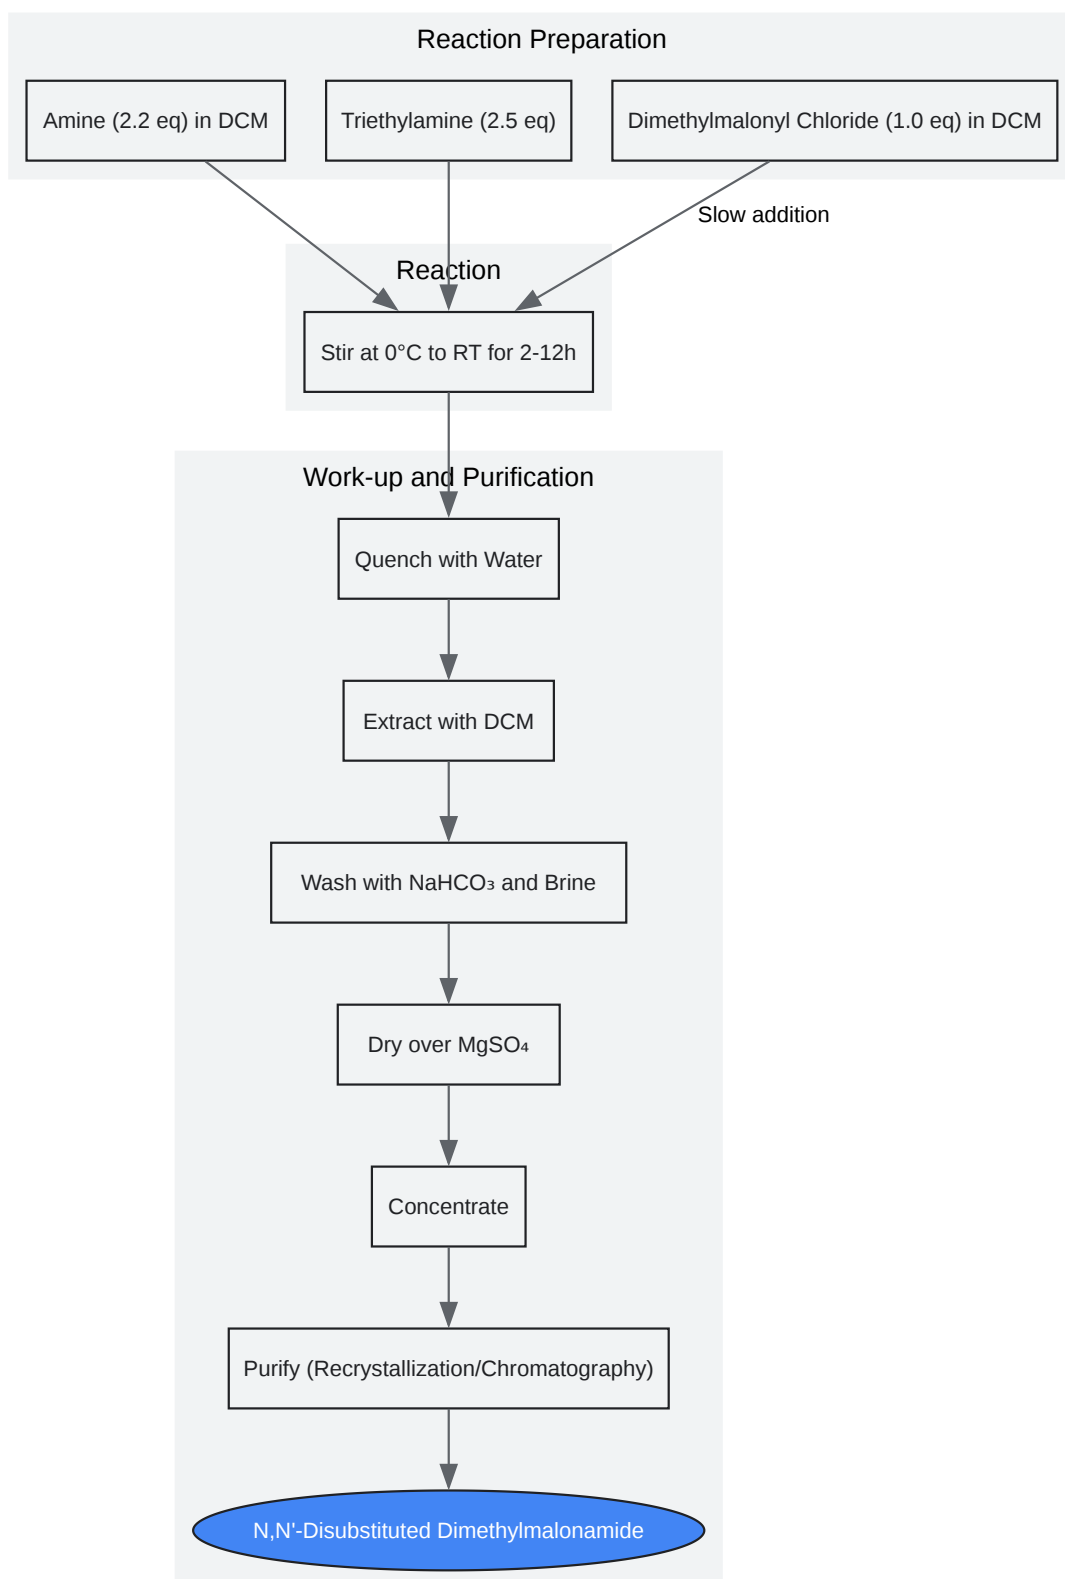 Reaction Preparation
Amine (2.2 eq) in DCM
Triethylamine (2.5 eq)
Dimethylmalonyl Chloride (1.0 eq) in DCM
Slow addition
Reaction
Stir at 0°C to RT for 2-12h
Work-up and Purification
Quench with Water
Extract with DCM
Wash with NaHCO₃ and Brine
Dry over MgSO₄
Concentrate
Purify (Recrystallization/Chromatography)
N,N'-Disubstituted Dimethylmalonamide